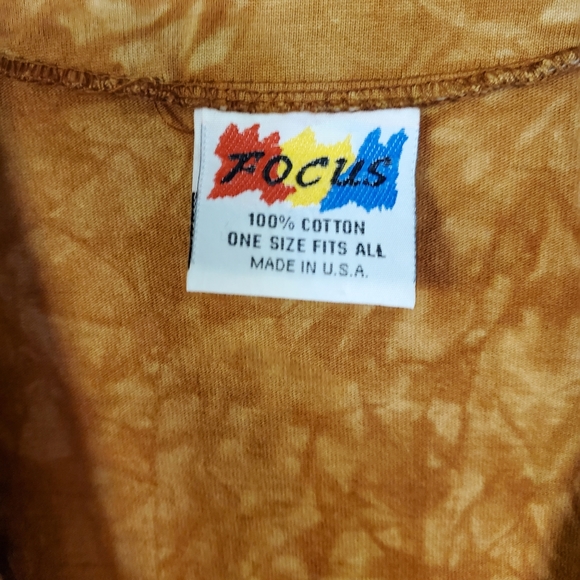 FOCUS
100% COTTON
ONE SIZE FITS ALL
MADE IN U.S.A.